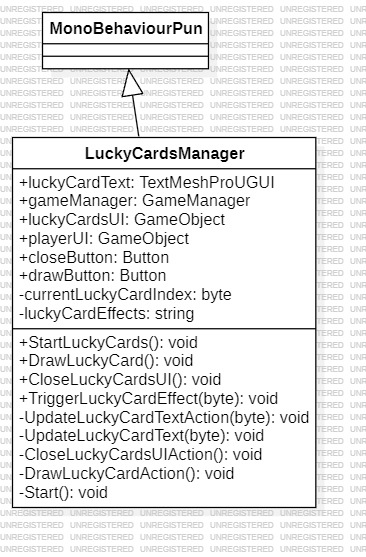 MonoBehaviourPun
LuckyCardsManager
+luckyCardText: TextMeshProUGUI
+gameManager: GameManager
+luckyCardsUI: GameObject
+playerUI: GameObject
+closeButton: Button
+drawButton: Button
-currentLuckyCardIndex: byte
-luckyCardEffects: string
+StartLuckyCards(): void
+DrawLuckyCard(): void
+CloseLuckyCardsUI(): void
+TriggerLuckyCardEffect(byte): void
-UpdateLuckyCardTextAction(byte): void
-UpdateLuckyCardText(byte): void
-CloseLuckyCardsUIAction(): void
-DrawLuckyCardAction(): void
-Start(): void
UNREGISTERED